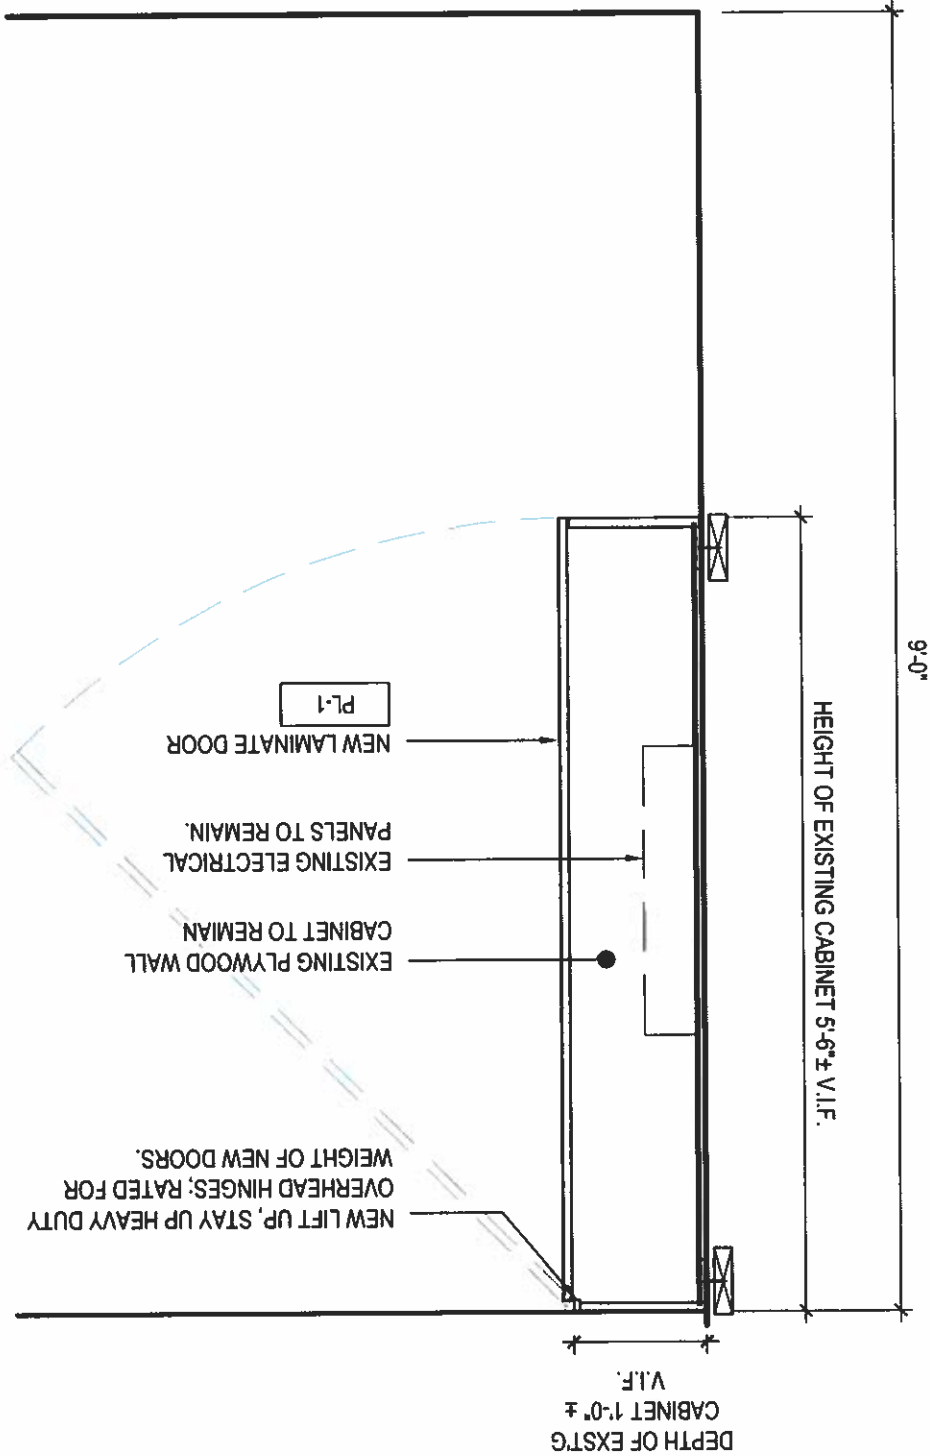 DEPTH OF EXST'G
CABINET 1'-0" ±
V.I.F.
NEW LIFT UP, STAY UP HEAVY DUTY
OVERHEAD HINGES; RATED FOR
WEIGHT OF NEW DOORS.
EXISTING PLYWOOD WALL
CABINET TO REMIAN
EXISTING ELECTRICAL
PANELS TO REMAIN.
NEW LAMINATE DOOR
PL-1
HEIGHT OF EXISTING CABINET 5'-6"± V.I.F.
9'-0"